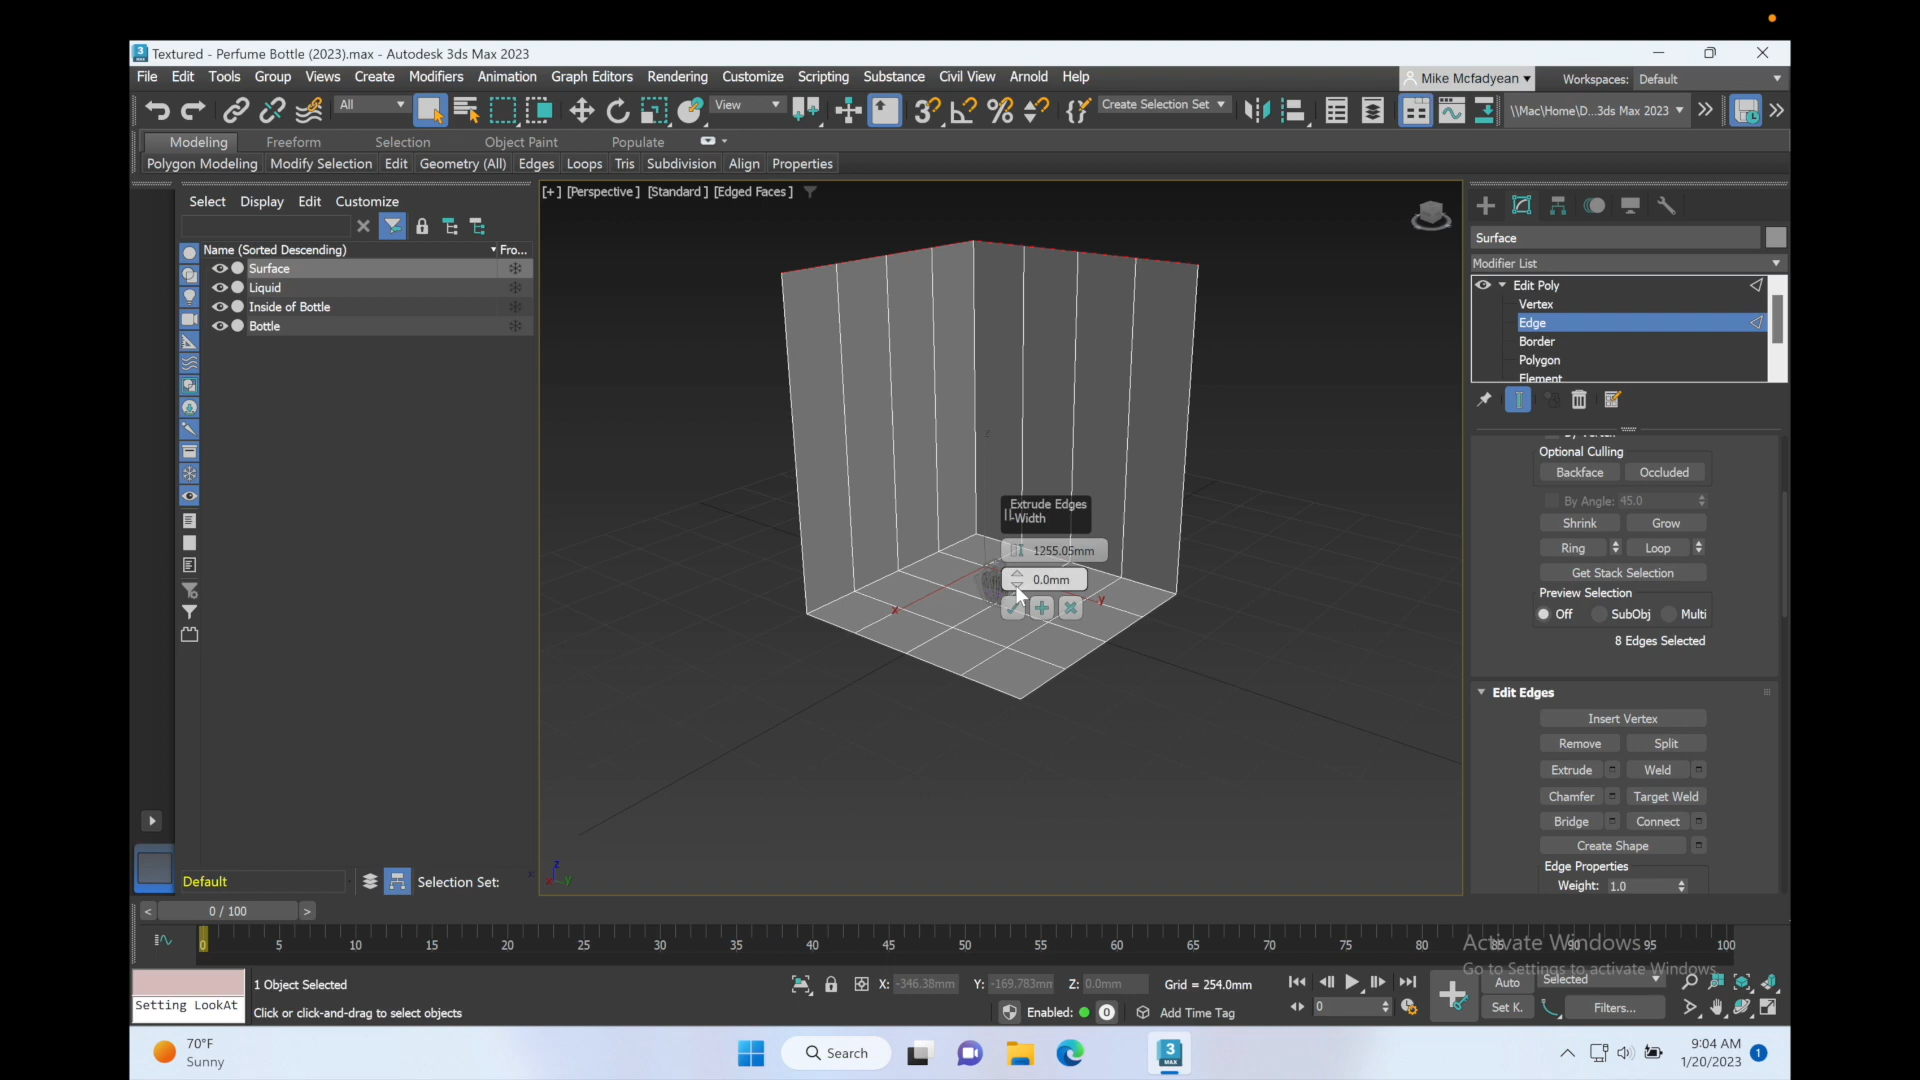 Textured - Perfume Bottle (2023).max - Autodesk 3ds Max 2023
File Edit Tools Group Views Create Modifiers Animation Graph Editors Rendering Customize Scripting Substance Civil View Arnold Help
Mike Mcfadyean
Workspaces: Default
All
View
Create Selection Set
\\Mac\Home\D...3ds Max 2023
Modeling Freeform Selection Object Paint Populate
Polygon Modeling Modify Selection Edit Geometry (All) Edges Loops Tris Subdivision Align Properties
Select Display Edit Customize
Name (Sorted Descending) Fro...
Surface
Liquid
Inside of Bottle
Bottle
Default
Selection Set:
[+] [Perspective] [Standard] [Edged Faces]
Extrude Edges
-Width
1255.05mm
0.0mm
x
y
z
x
y
Surface
Modifier List
Edit Poly
Vertex
Edge
Border
Polygon
Element
By Vertex
Optional Culling
Backface Occluded
By Angle: 45.0
Shrink Grow
Ring Loop
Get Stack Selection
Preview Selection
Off SubObj Multi
8 Edges Selected
Edit Edges
Insert Vertex
Remove Split
Extrude Weld
Chamfer Target Weld
Bridge Connect
Create Shape
Edge Properties
Weight: 1.0
< 0 / 100 >
0 5 10 15 20 25 30 35 40 45 50 55 60 65 70 75 80 85 90 95 100
Activate Windows
Go to Settings to activate Windows.
Setting LookAt
1 Object Selected
Click or click-and-drag to select objects
X: -346.38mm Y: -169.783mm Z: 0.0mm Grid = 254.0mm
Enabled: 0 Add Time Tag
0
Auto Selected
Set K. Filters...
70°F
Sunny
Search
9:04 AM
1/20/2023
1